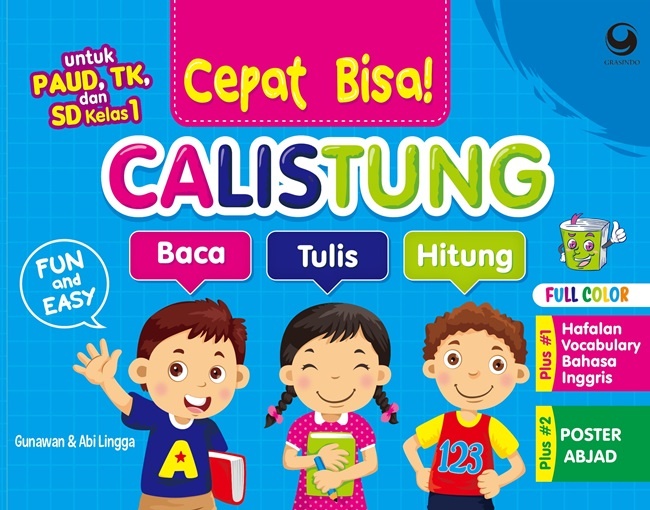 untuk
PAUD, TK,
dan
SD Kelas 1
Cepat Bisa!
GRASINDO
CALISTUNG
Baca
Tulis
Hitung
FUN
and
EASY
FULL COLOR
Plus #1
Hafalan
Vocabulary
Bahasa
Inggris
Plus #2
POSTER
ABJAD
Gunawan & Abi Lingga
A
123